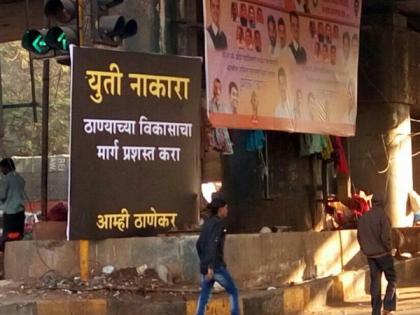 युती नाकारा
ठाण्याच्या विकासाचा
मार्ग प्रशस्त करा
आम्ही ठाणेकर